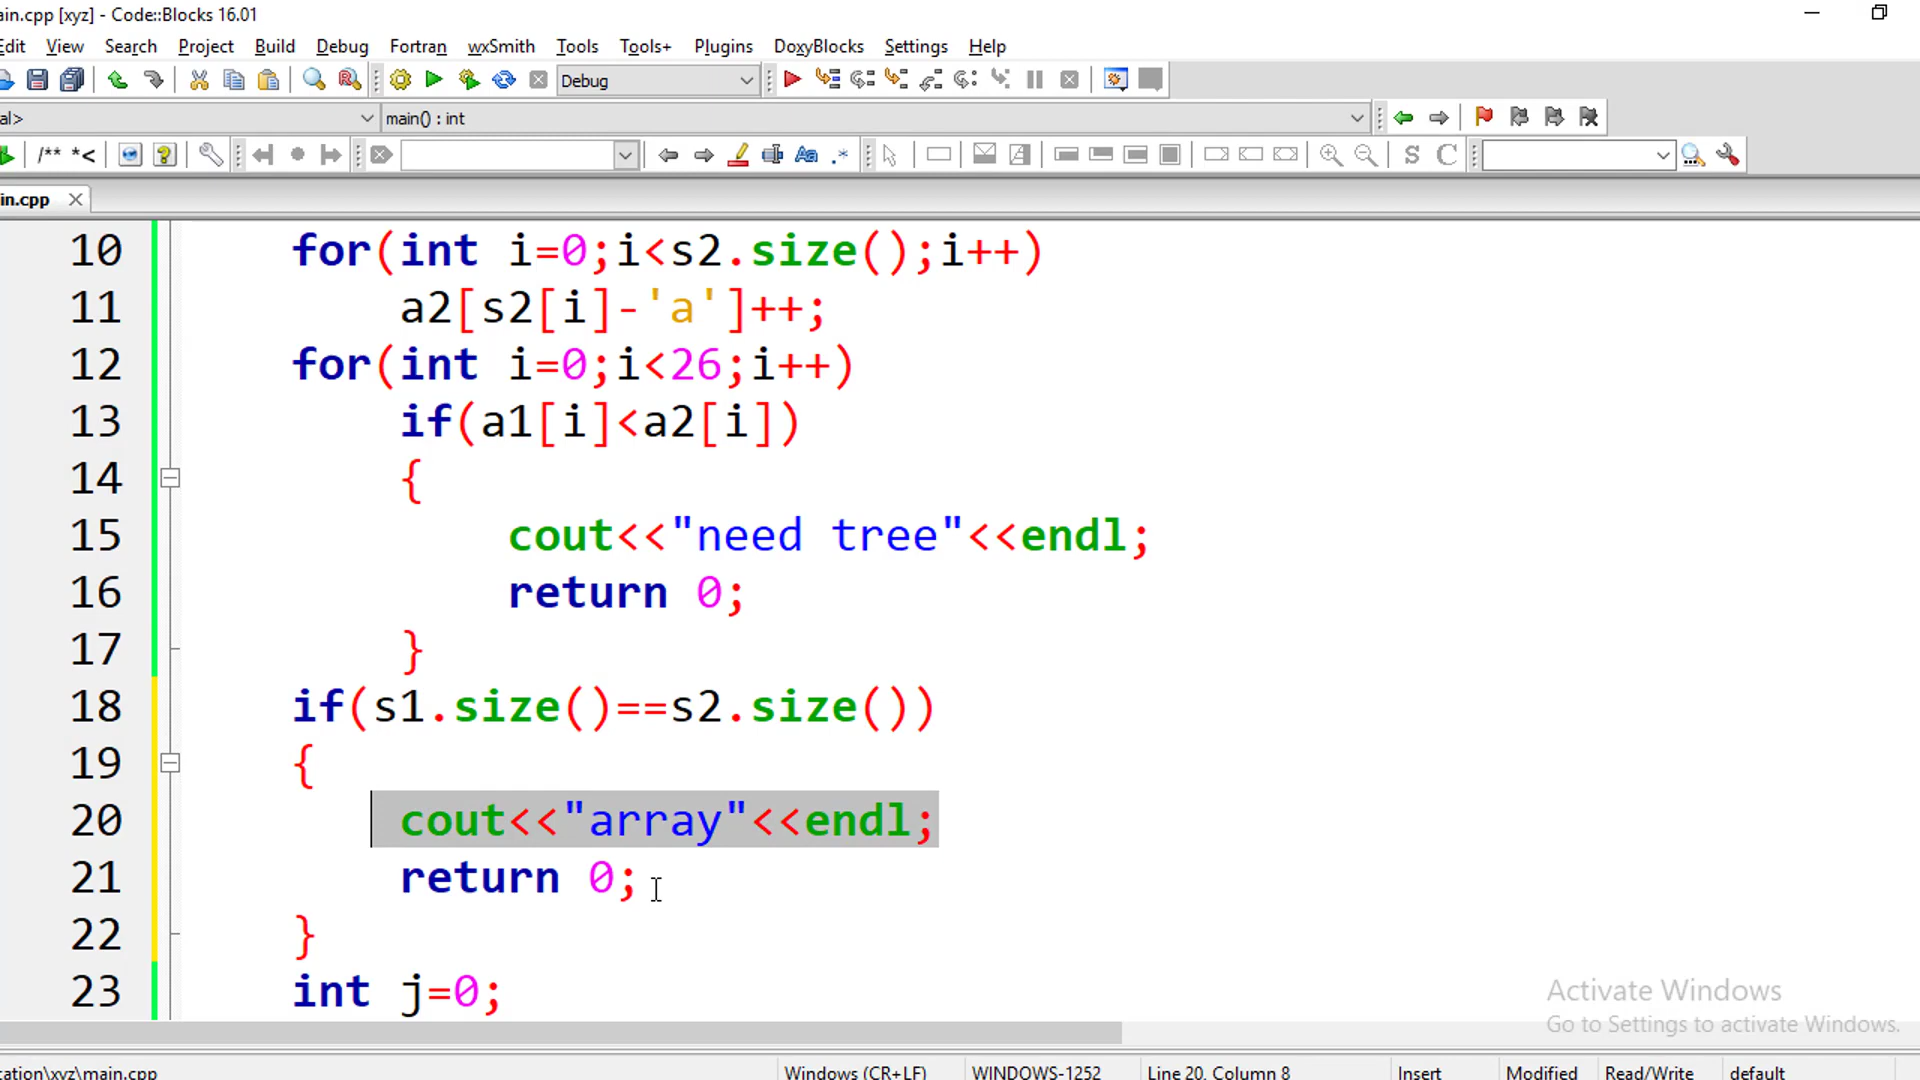 ain.cpp [xyz] - Code::Blocks 16.01
Edit View Search Project Build Debug Fortran wxSmith Tools Tools+ Plugins DoxyBlocks Settings Help
Debug
al> main() : int
/** *< Aa .* S C
in.cpp
10 for(int i=0;i<s2.size();i++)
11 a2[s2[i]-'a']++;
12 for(int i=0;i<26;i++)
13 if(a1[i]<a2[i])
14 {
15 cout<<"need tree"<<endl;
16 return 0;
17 }
18 if(s1.size()==s2.size())
19 {
20 cout<<"array"<<endl;
21 return 0;
22 }
23 int j=0;
Activate Windows
Go to Settings to activate Windows.
cation\xyz\main.cpp Windows (CR+LF) WINDOWS-1252 Line 20, Column 8 Insert Modified Read/Write default